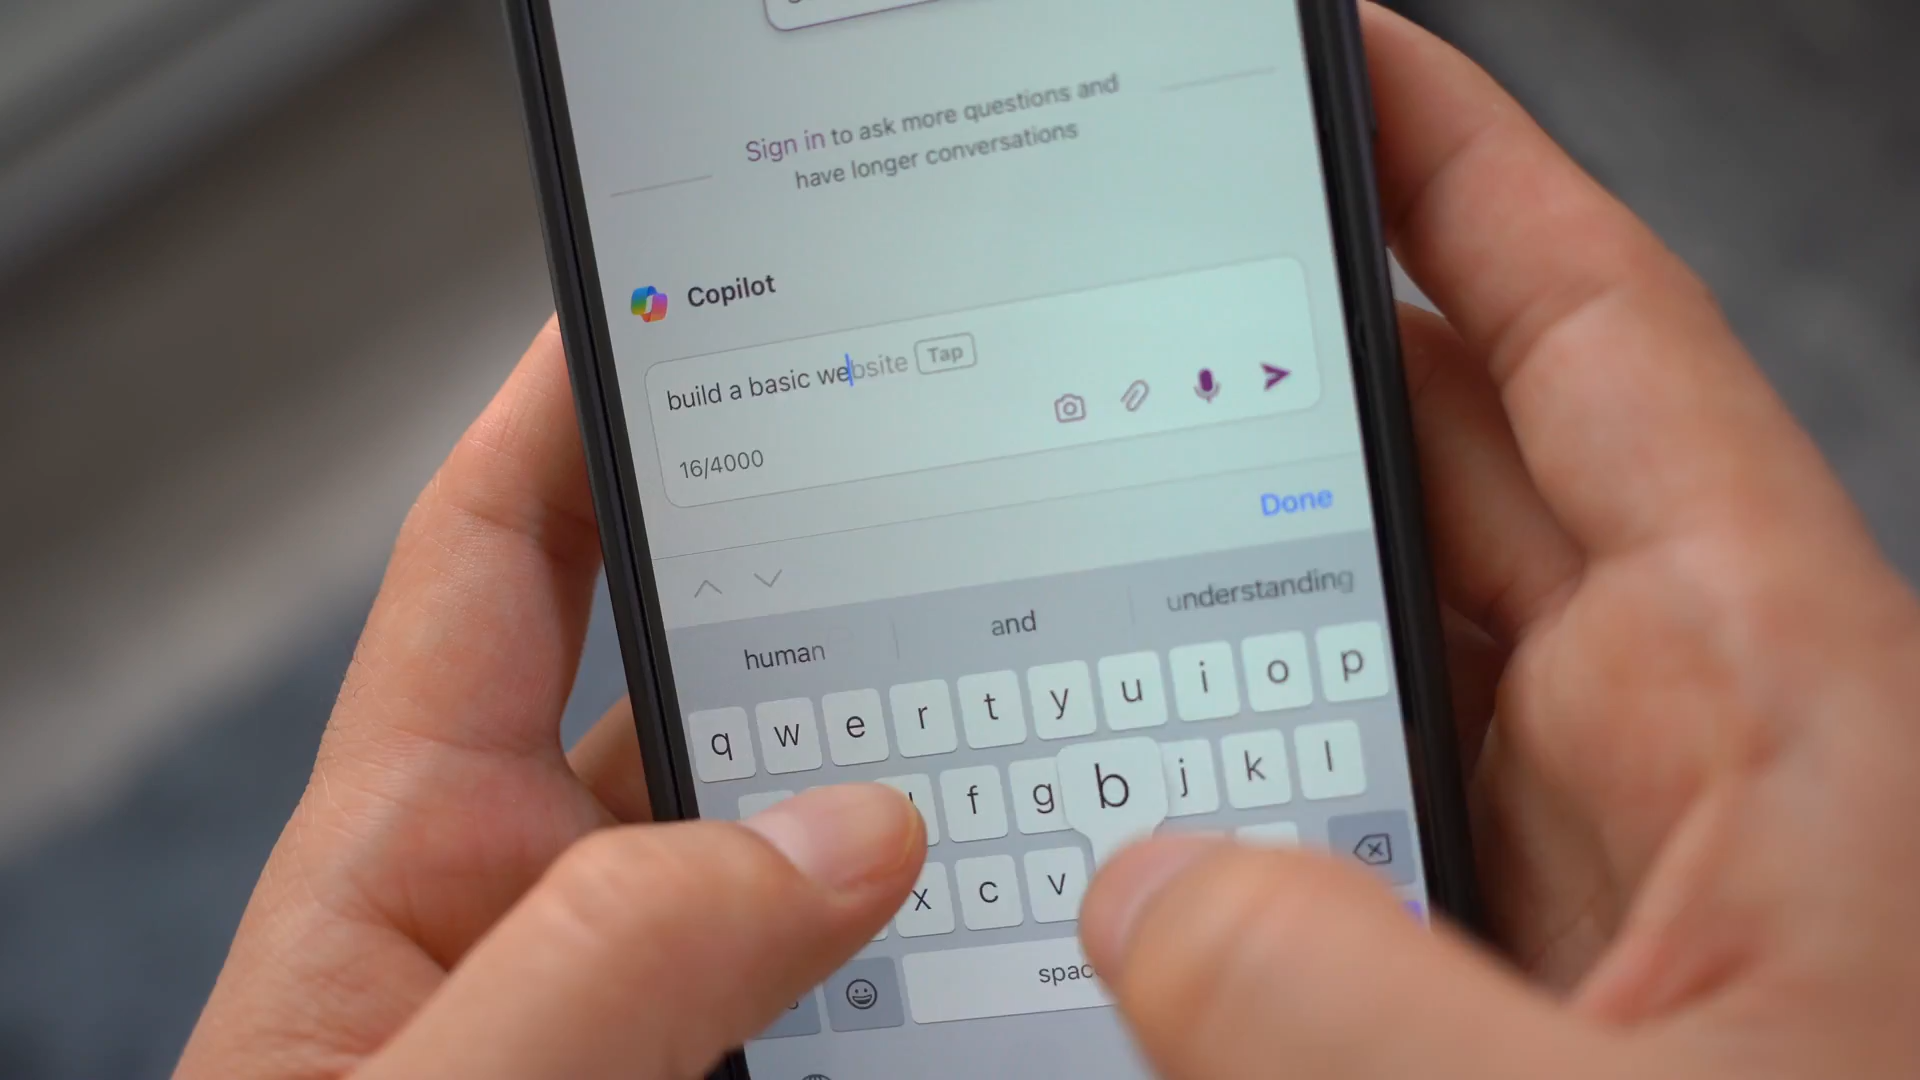 Sign in to ask more questions and
have longer conversations
Copilot
build a basic website Tap
16/4000
Done
human and understanding
q w e r t y u i o p
f g b j k l
x c v
space